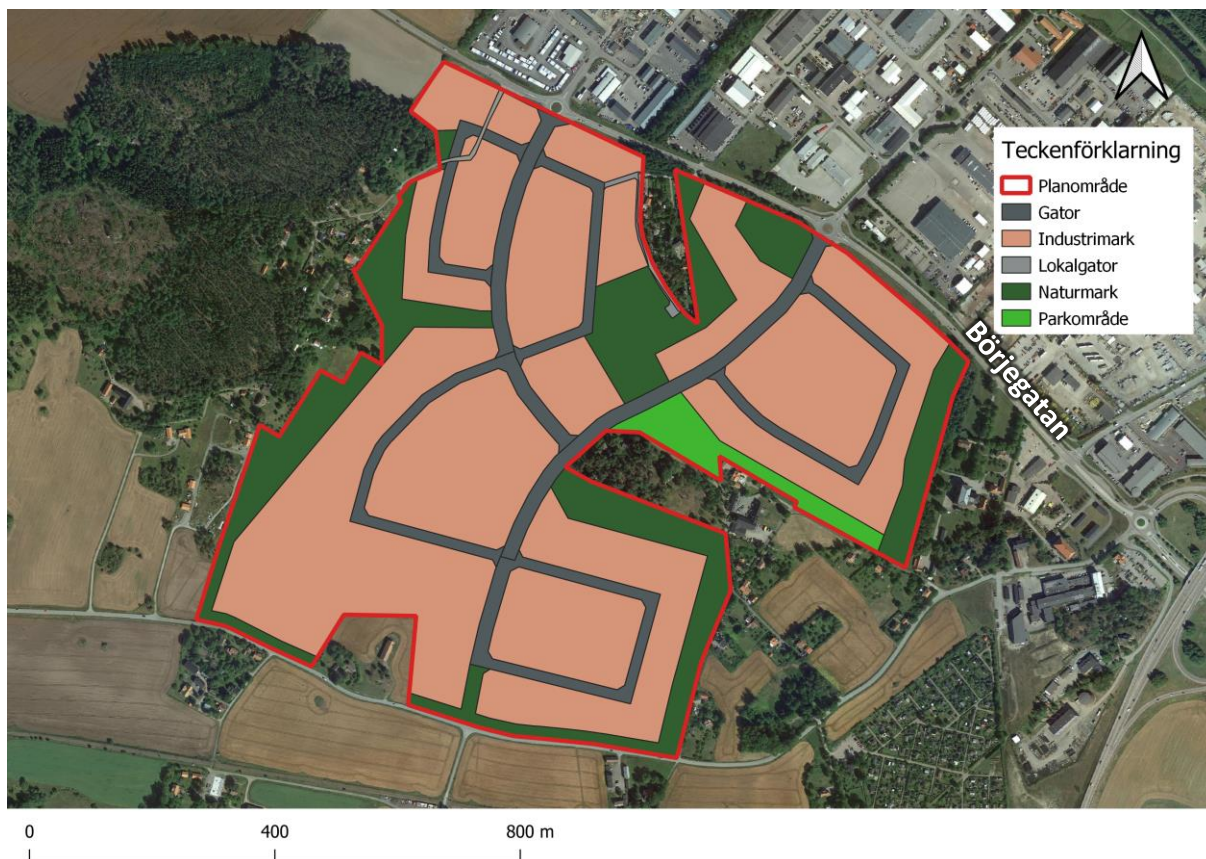 Teckenförklarning
Planområde
Gator
Industrimark
Lokalgator
Naturmark
Parkområde
Börjegatan
0 400 800 m